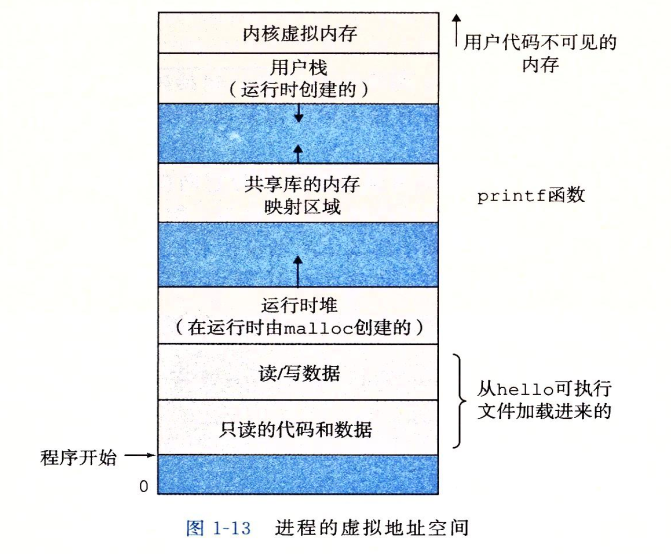 内核虚拟内存
用户代码不可见的
内存
用户栈
（运行时创建的）
共享库的内存
映射区域
printf函数
运行时堆
（在运行时由malloc创建的）
读/写数据
从hello可执行
文件加载进来的
只读的代码和数据
程序开始
0
图 1-13 进程的虚拟地址空间